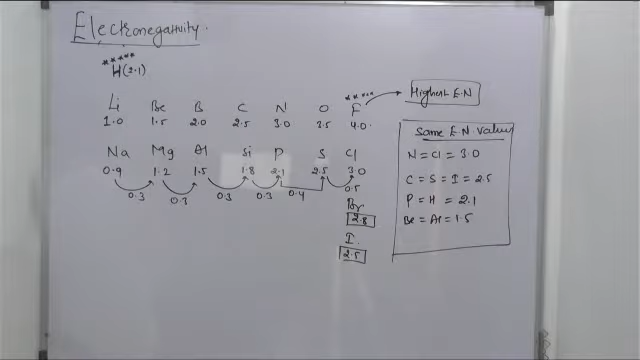 Electronegativity.
*****
H(2.1)
Highest E.N
*****
Li Be B C N O F
1.0 1.5 2.0 2.5 3.0 3.5 4.0
Na Mg Al Si P S Cl
0.9 1.2 1.5 1.8 2.1 2.5 3.0
0.3 0.3 0.3 0.3 0.4 0.5
Br
2.8
I
2.5
Same E.N value
N = Cl = 3.0
C = S = I = 2.5
P = H = 2.1
Be = Al = 1.5